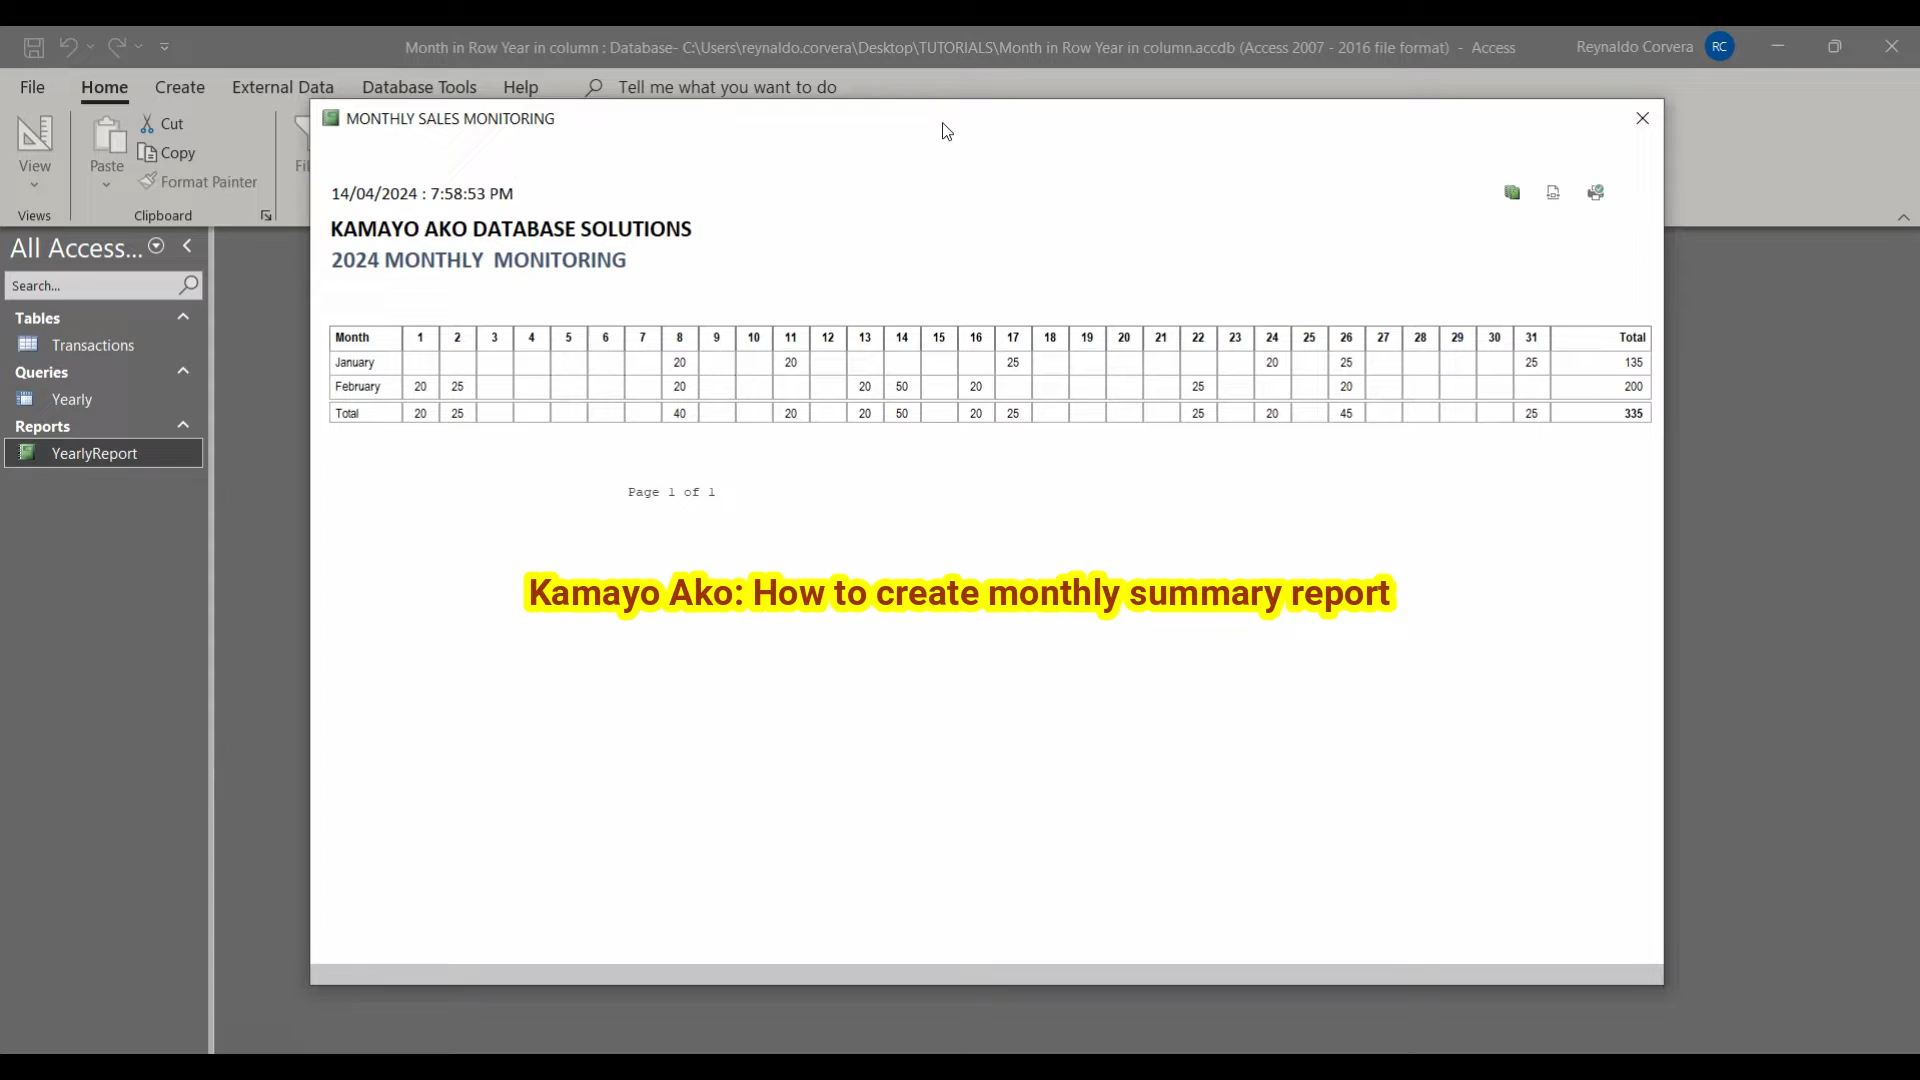 Month in Row Year in column : Database- C:\Users\reynaldo.corvera\Desktop\TUTORIALS\Month in Row Year in column.accdb (Access 2007 - 2016 file format) - Access
Reynaldo Corvera RC
File Home Create External Data Database Tools Help Tell me what you want to do
View
Paste
Cut
Copy
Format Painter
Views
Clipboard
All Access...
Search...
Tables
Transactions
Queries
Yearly
Reports
YearlyReport
MONTHLY SALES MONITORING
14/04/2024 : 7:58:53 PM
KAMAYO AKO DATABASE SOLUTIONS
2024 MONTHLY MONITORING
Month 1 2 3 4 5 6 7 8 9 10 11 12 13 14 15 16 17 18 19 20 21 22 23 24 25 26 27 28 29 30 31 Total
January 20 20 25 20 25 25 135
February 20 25 20 20 50 20 25 20 200
Total 20 25 40 20 20 50 20 25 25 20 45 25 335
Page 1 of 1
Kamayo Ako: How to create monthly summary report